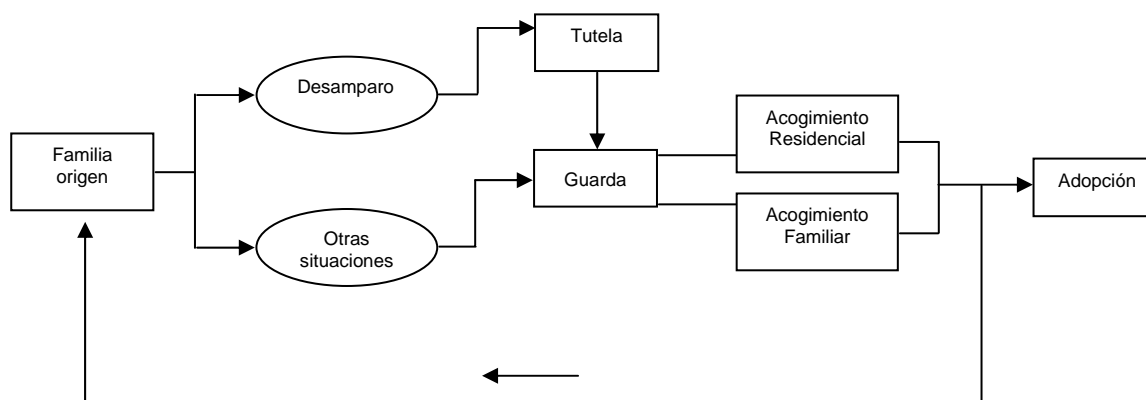 Tutela
Desamparo
Acogimiento
Residencial
Familia
origen
Guarda
Adopción
Acogimiento
Familiar
Otras
situaciones